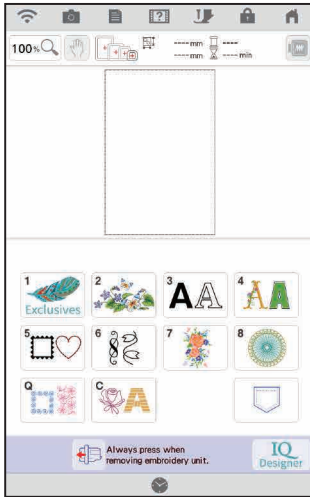 100%
----mm ----
----mm ---- min
1 2 3 AA 4 AA
Exclusives
5 6 § 7 8
Q C A
Always press when
removing embroidery unit.
IQ
Designer